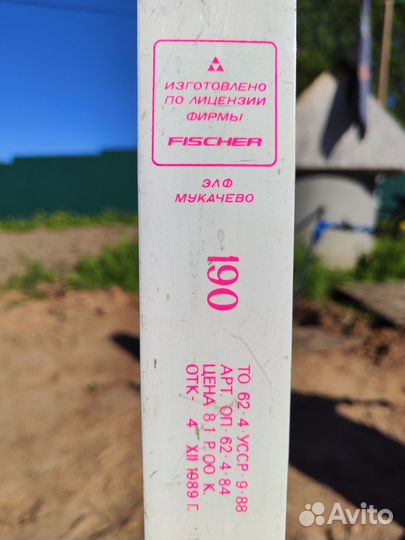 ИЗГОТОВЛЕНО
ПО ЛИЦЕНЗИИ
ФИРМЫ
FISCHER
ЭЛФ
МУКАЧЕВО
190
ТО 62·4·УССР·9·88
АРТ. ОП·62·4·84
ЦЕНА 81 Р. 00 К.
ОТК- 4 XII 1989 Г.
Avito